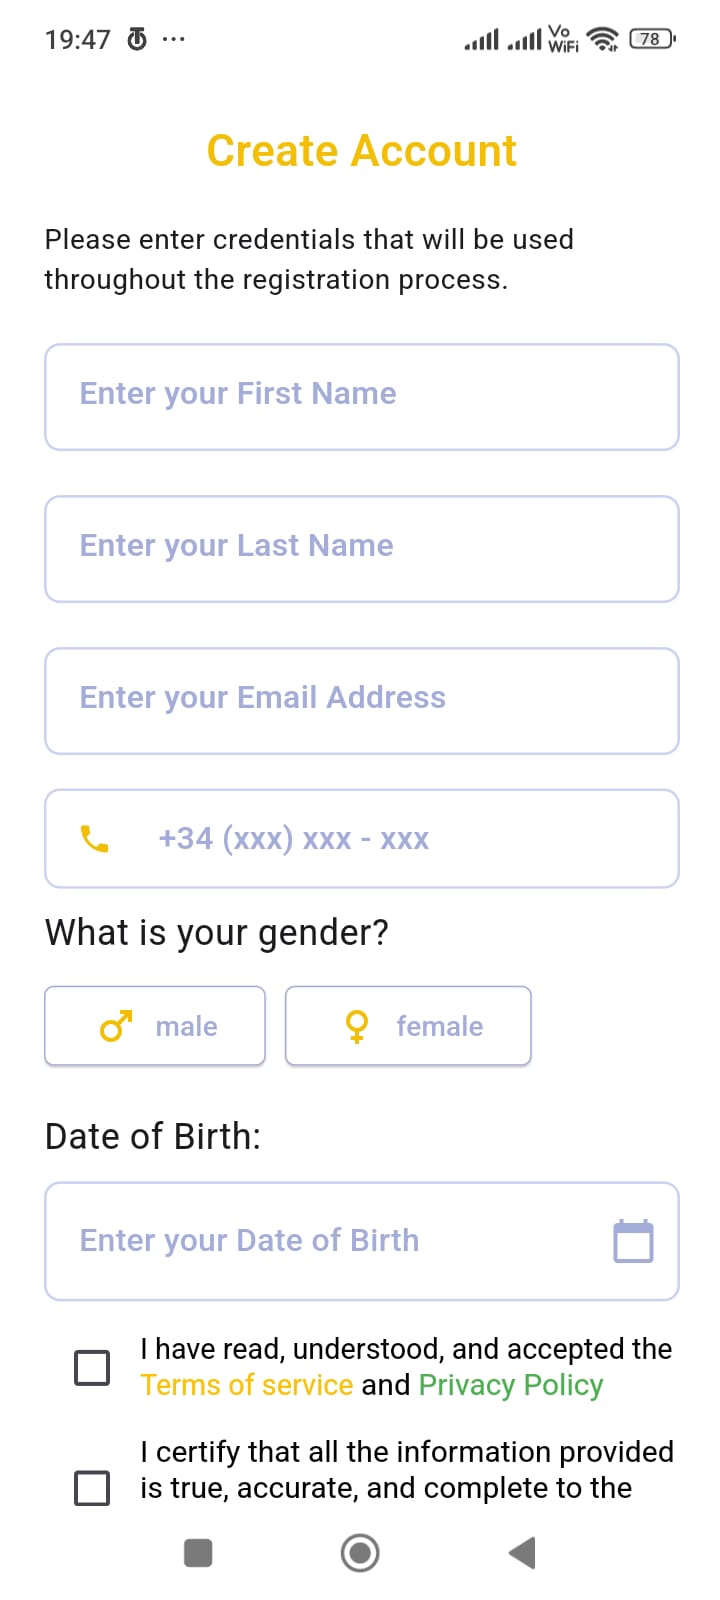 19:47
Vo
WiFi
78
Create Account
Please enter credentials that will be used
throughout the registration process.
Enter your First Name
Enter your Last Name
Enter your Email Address
+34 (xxx) xxx - xxx
What is your gender?
male
female
Date of Birth:
Enter your Date of Birth
I have read, understood, and accepted the
Terms of service and Privacy Policy
I certify that all the information provided
is true, accurate, and complete to the